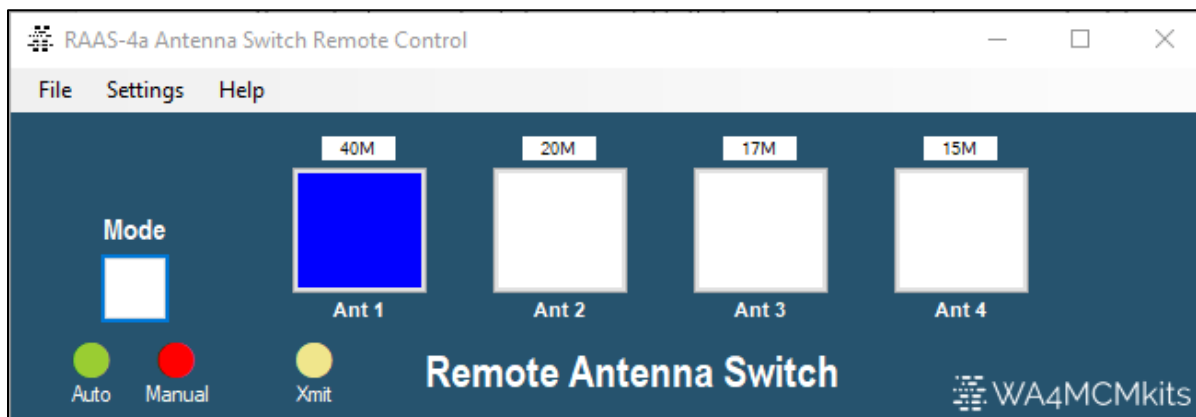 RAAS-4a Antenna Switch Remote Control
File Settings Help
40M 20M 17M 15M
Mode
Ant 1 Ant 2 Ant 3 Ant 4
Auto Manual Xmit
Remote Antenna Switch
WA4MCMkits